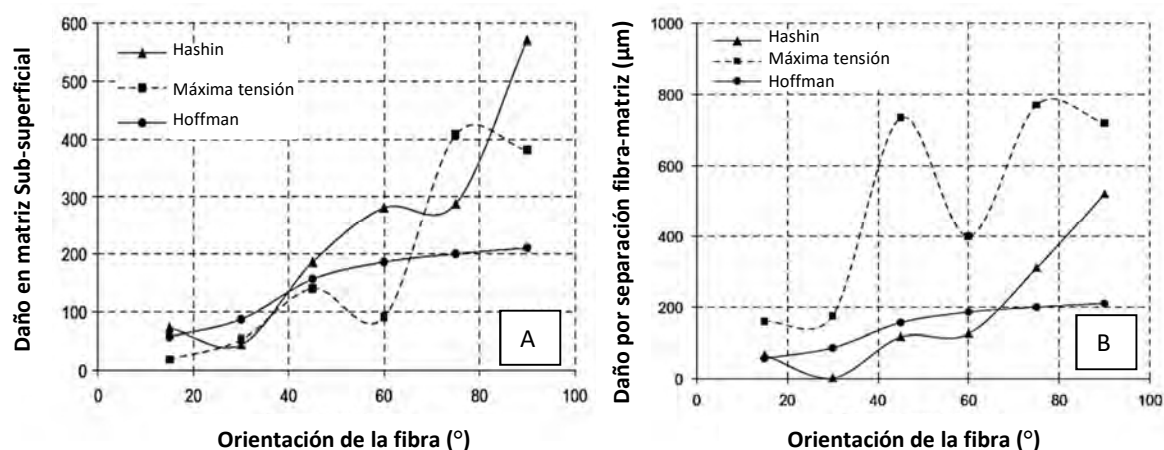 Daño en matriz Sub-superficial
600
500
400
300
200
100
0
Hashin
Máxima tensión
Hoffman
A
0
20
40
60
80
100
Orientación de la fibra (°)
Daño por separación fibra-matriz (μm)
1000
800
600
400
200
0
Hashin
Máxima tensión
Hoffman
B
0
20
40
60
80
100
Orientación de la fibra (°)